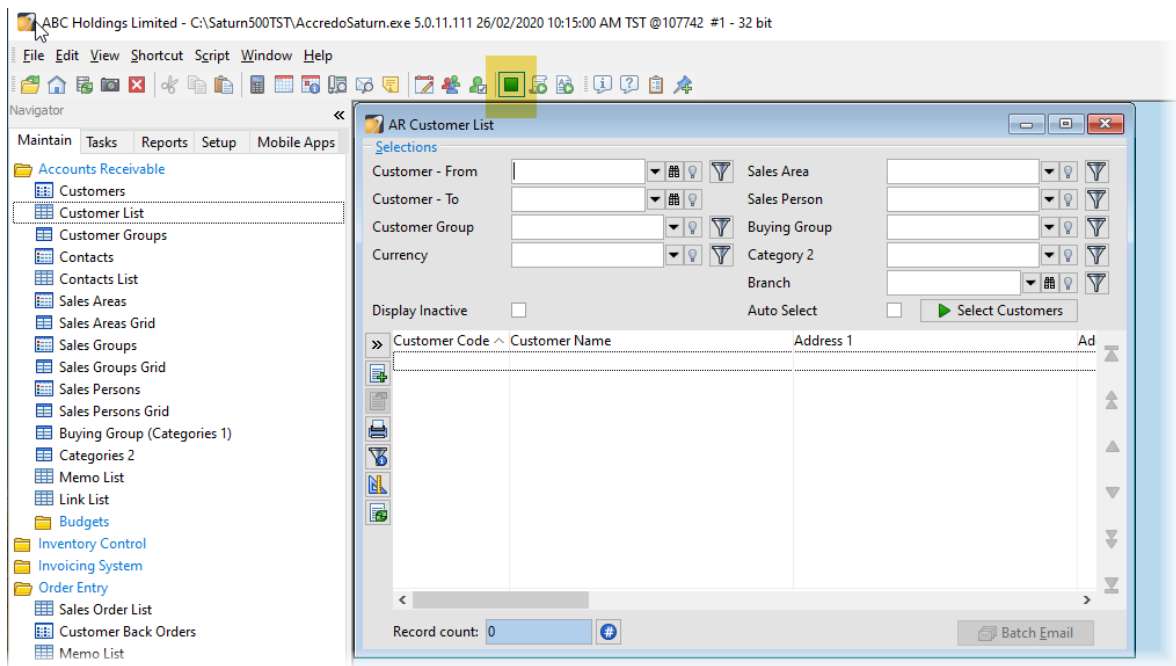 ABC Holdings Limited - C:\Saturn500TST\AccredoSaturn.exe 5.0.11.111 26/02/2020 10:15:00 AM TST @107742 #1 - 32 bit
File Edit View Shortcut Script Window Help
Navigator «
Maintain Tasks Reports Setup Mobile Apps
Accounts Receivable
Customers
Customer List
Customer Groups
Contacts
Contacts List
Sales Areas
Sales Areas Grid
Sales Groups
Sales Groups Grid
Sales Persons
Sales Persons Grid
Buying Group (Categories 1)
Categories 2
Memo List
Link List
Budgets
Inventory Control
Invoicing System
Order Entry
Sales Order List
Customer Back Orders
Memo List
AR Customer List
Selections
Customer - From Sales Area
Customer - To Sales Person
Customer Group Buying Group
Currency Category 2
Branch
Display Inactive Auto Select Select Customers
» Customer Code Customer Name Address 1 Ad
Record count: 0 # Batch Email